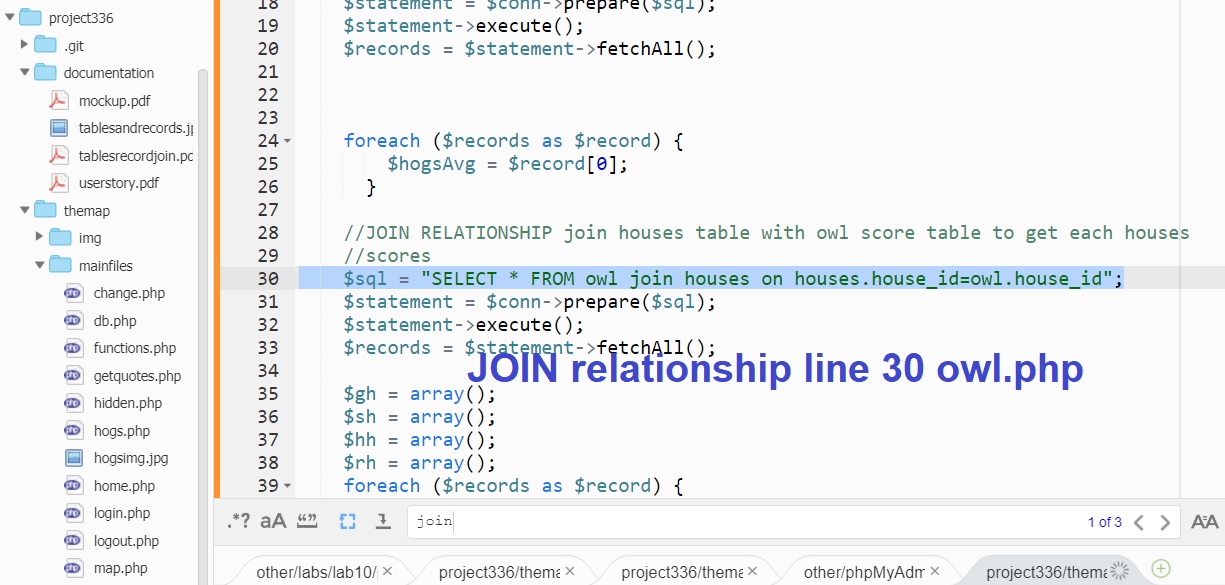 project336
.git
documentation
mockup.pdf
tablesandrecords.j
tablesrecordjoin.pc
userstory.pdf
themap
img
mainfiles
change.php
db.php
functions.php
getquotes.php
hidden.php
hogs.php
hogsimg.jpg
home.php
login.php
logout.php
map.php
18 $statement = $conn->prepare($sql);
19 $statement->execute();
20 $records = $statement->fetchAll();
21
22
23
24 foreach ($records as $record) {
25 $hogsAvg = $record[0];
26 }
27
28 //JOIN RELATIONSHIP join houses table with owl score table to get each houses
29 //scores
30 $sql = "SELECT * FROM owl join houses on houses.house_id=owl.house_id";
31 $statement = $conn->prepare($sql);
32 $statement->execute();
33 $records = $statement->fetchAll();
JOIN relationship line 30 owl.php
34
35 $gh = array();
36 $sh = array();
37 $hh = array();
38 $rh = array();
39 foreach ($records as $record) {
.*? aA “” join 1 of 3 AA
other/labs/lab10/ × project336/thema × project336/thema × other/phpMyAdm × project336/thema